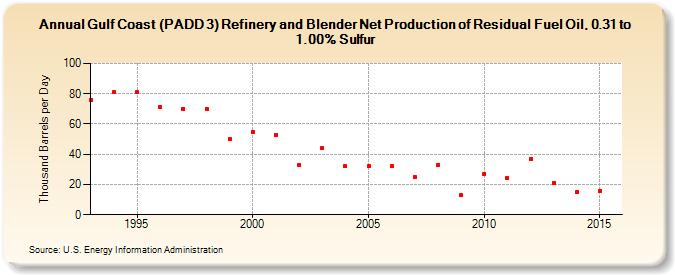 Annual Gulf Coast (PADD 3) Refinery and Blender Net Production of Residual Fuel Oil, 0.31 to
1.00% Sulfur
Thousand Barrels per Day
100
80
60
40
20
0
1995 2000 2005 2010 2015
Source: U.S. Energy Information Administration